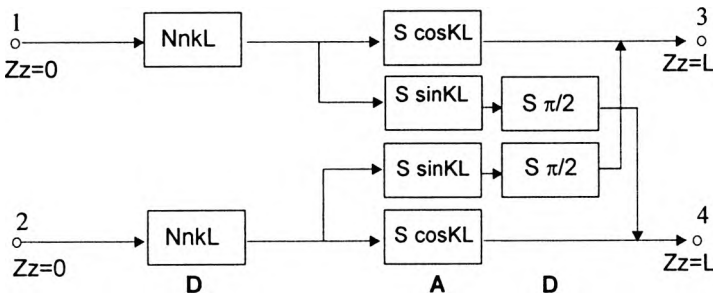 1
3
NnkL
S cosKL
Zz=0
Zz=L
S sinKL
S π/2
S sinKL
S π/2
2
4
NnkL
S cosKL
Zz=0
Zz=L
D
A
D